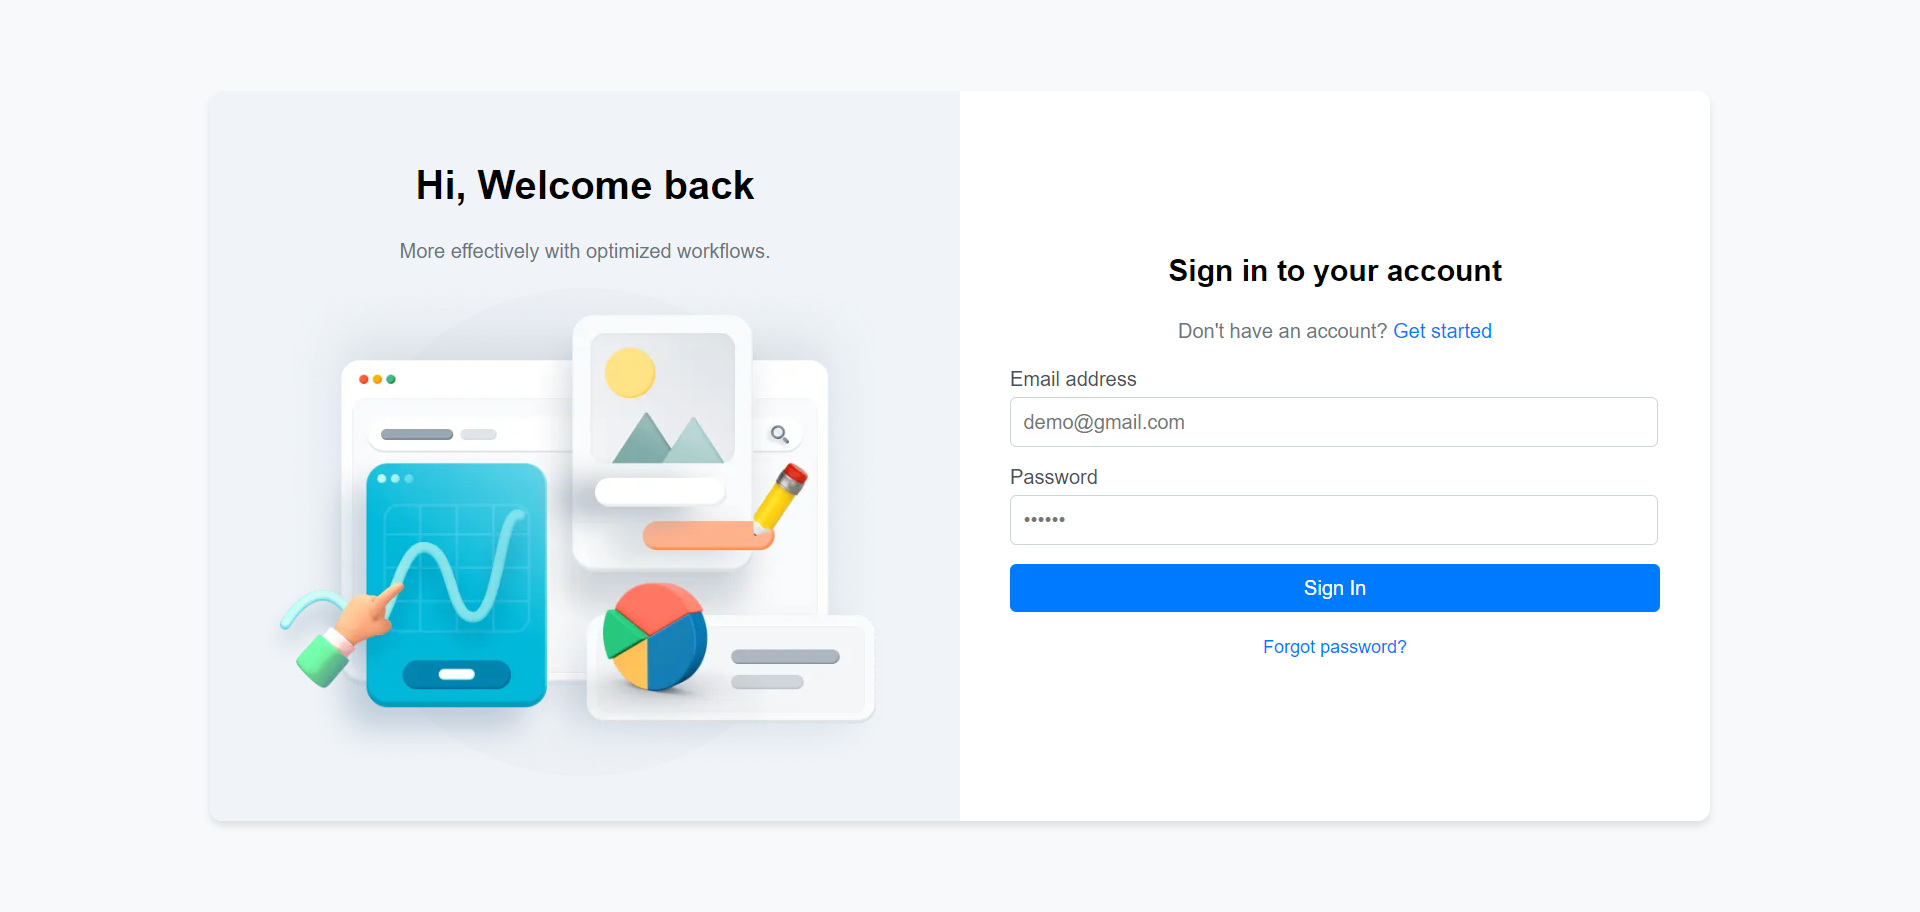 Hi, Welcome back
More effectively with optimized workflows.
Sign in to your account
Don't have an account? Get started
Email address
demo@gmail.com
Password
••••••
Sign In
Forgot password?